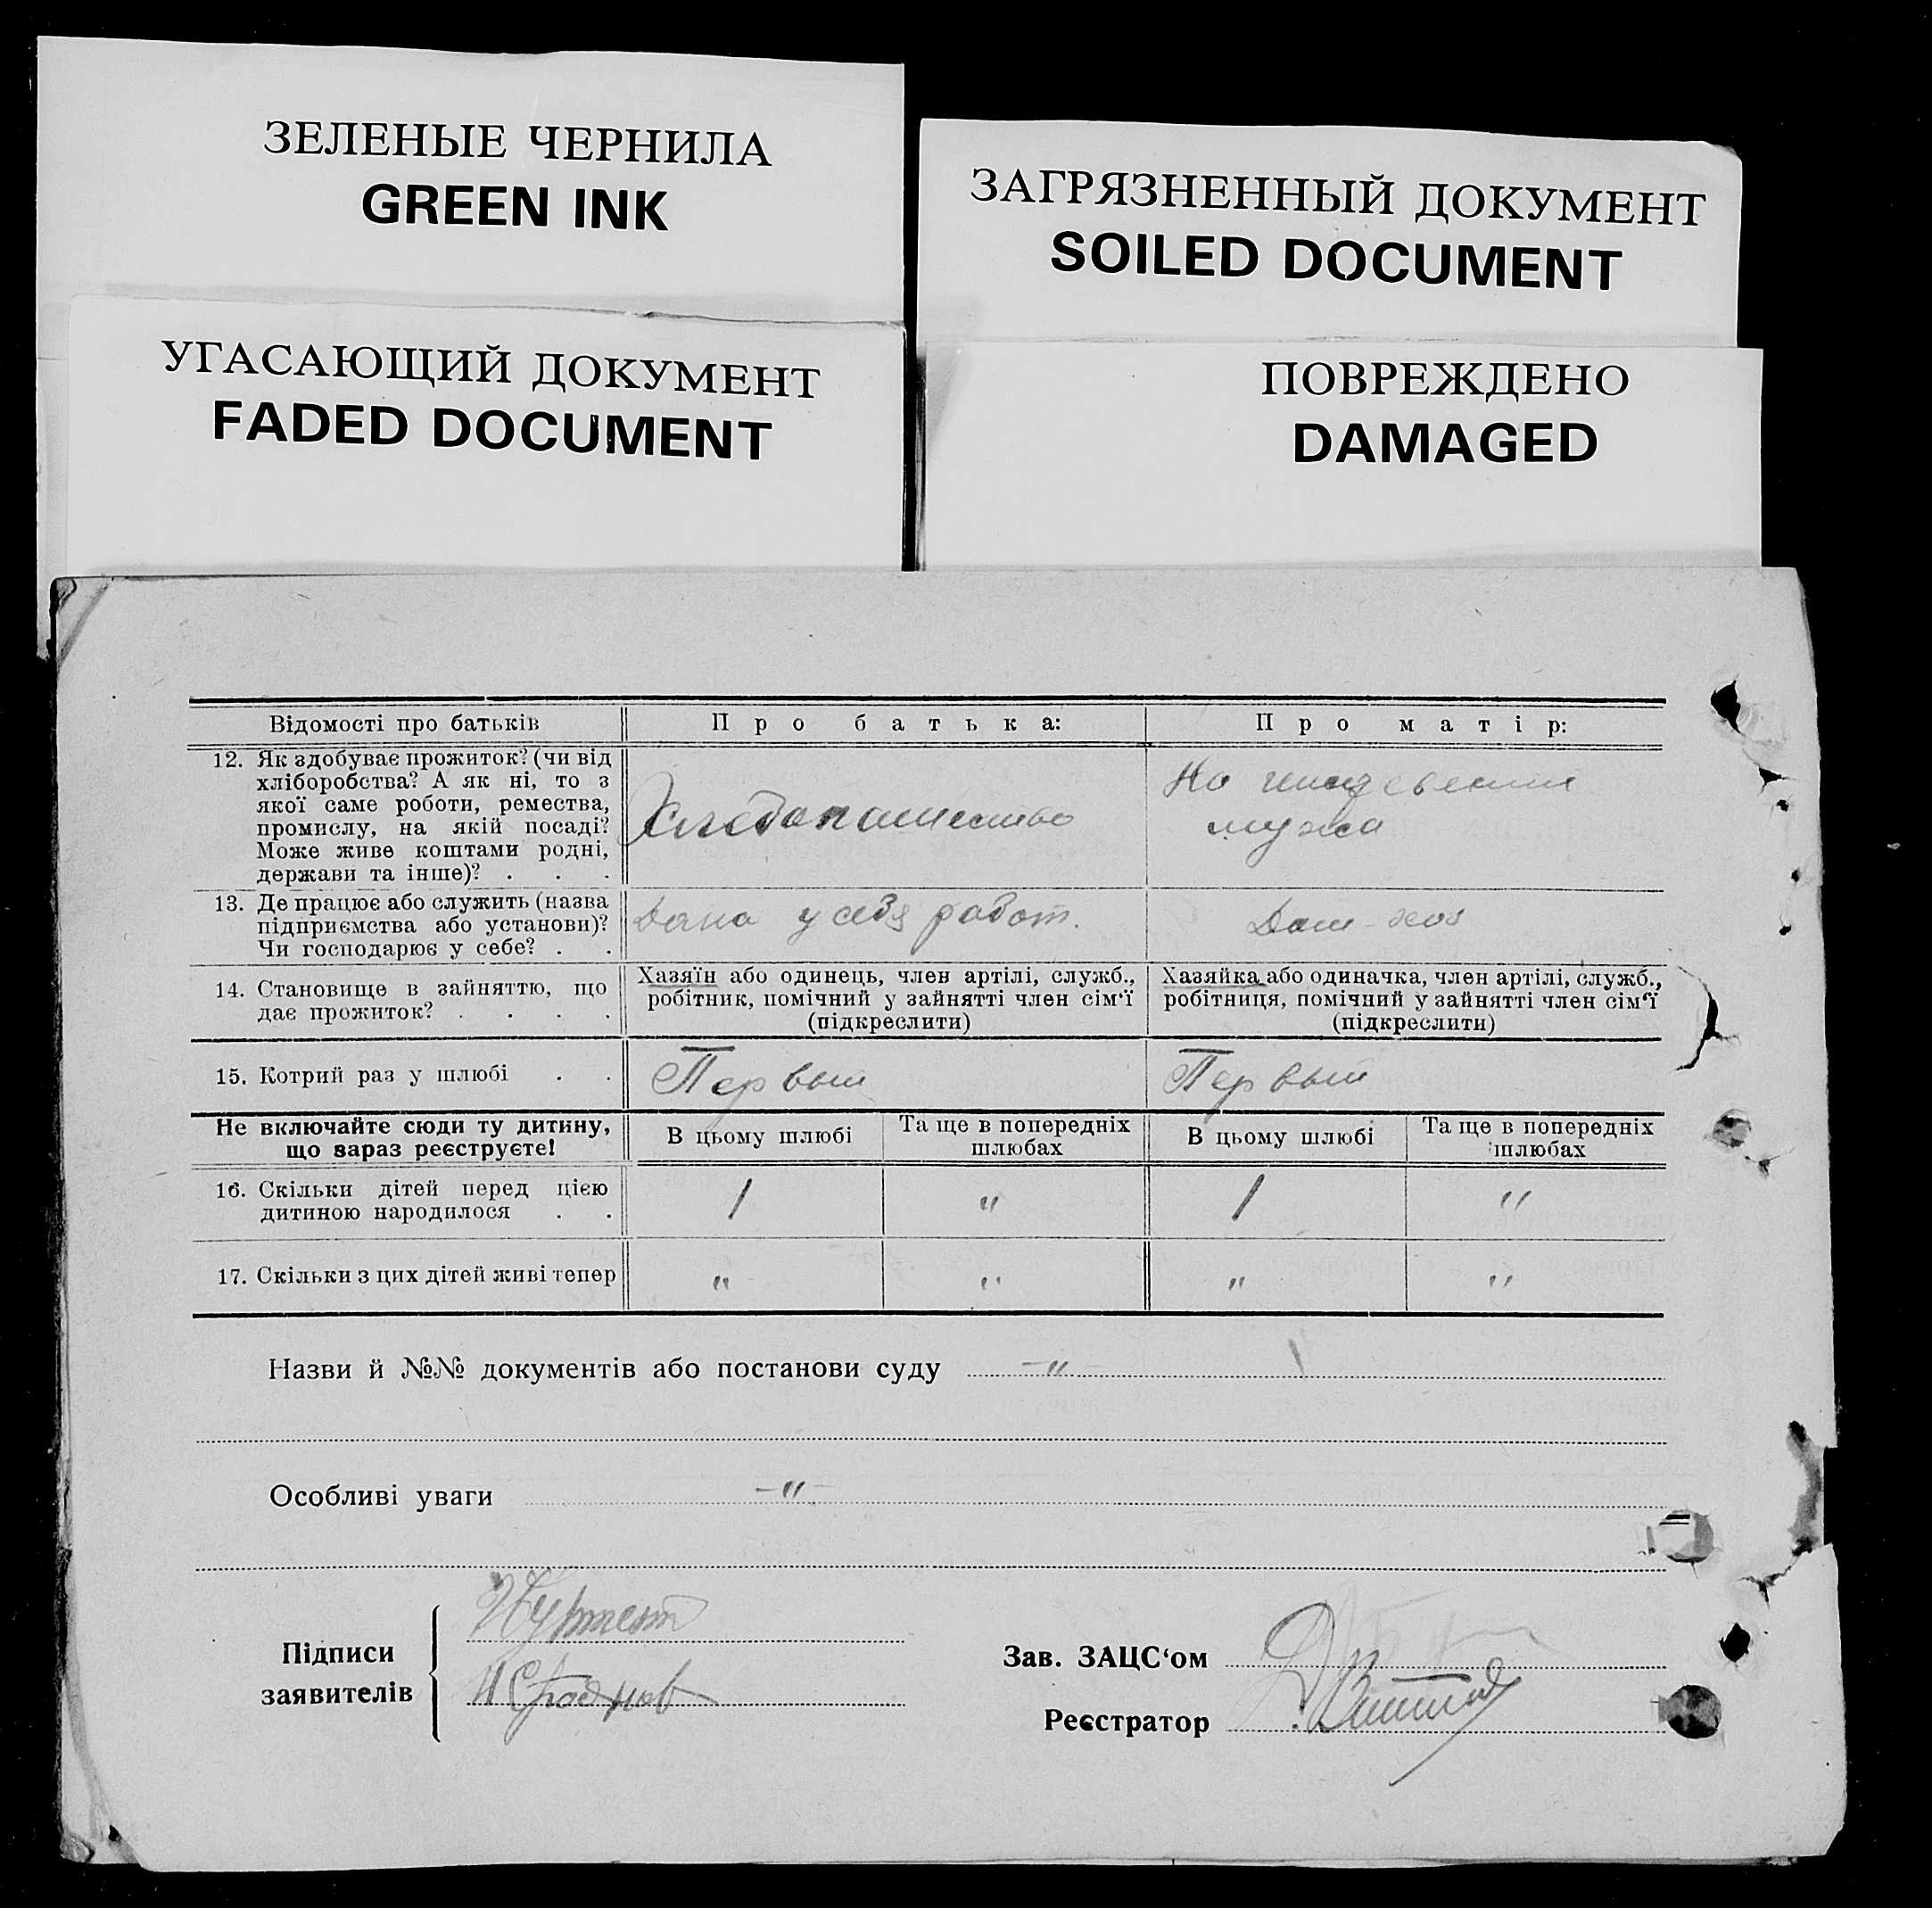 ЗЕЛЕНЫЕ ЧЕРНИЛА
GREEN INK
ЗАГРЯЗНЕННЫЙ ДОКУМЕНТ
SOILED DOCUMENT
УГАСАЮЩИЙ ДОКУМЕНТ
FADED DOCUMENT
ПОВРЕЖДЕНО
DAMAGED
Відомості про батьків
Про батька:
Про матір:
12. Як здобуває прожиток? (чи від
хліборобства? А як ні, то з
якої саме роботи, ремества,
промислу, на якій посаді?
Може живе коштами родні,
держави та інше)? . . .
Хлебопашество
На иждевении
мужа
13. Де працює або служить (назва
підприємства або установи)?
Чи господарює у себе? . .
Дома у себя работ.
Дом-хоз
14. Становище в зайняттю, що
дає прожиток? . . . .
Хазяїн або одинець, член артілі, служб.,
робітник, помічний у зайнятті член сім'ї
(підкреслити)
Хазяйка або одиначка, член артілі, служб.,
робітниця, помічний у зайнятті член сім'ї
(підкреслити)
15. Котрий раз у шлюбі . .
Первый
Первый
Не включайте сюди ту дитину,
що зараз реєструєте!
В цьому шлюбі
Та ще в попередніх
шлюбах
В цьому шлюбі
Та ще в попередніх
шлюбах
16. Скільки дітей перед цією
дитиною народилося . .
1 " 1 "
17. Скільки з цих дітей живі тепер
" " " "
Назви й №№ документів або постанови суду -"-
Особливі уваги -"-
Підписи
заявителів
Зав. ЗАЦС'ом
Реєстратор